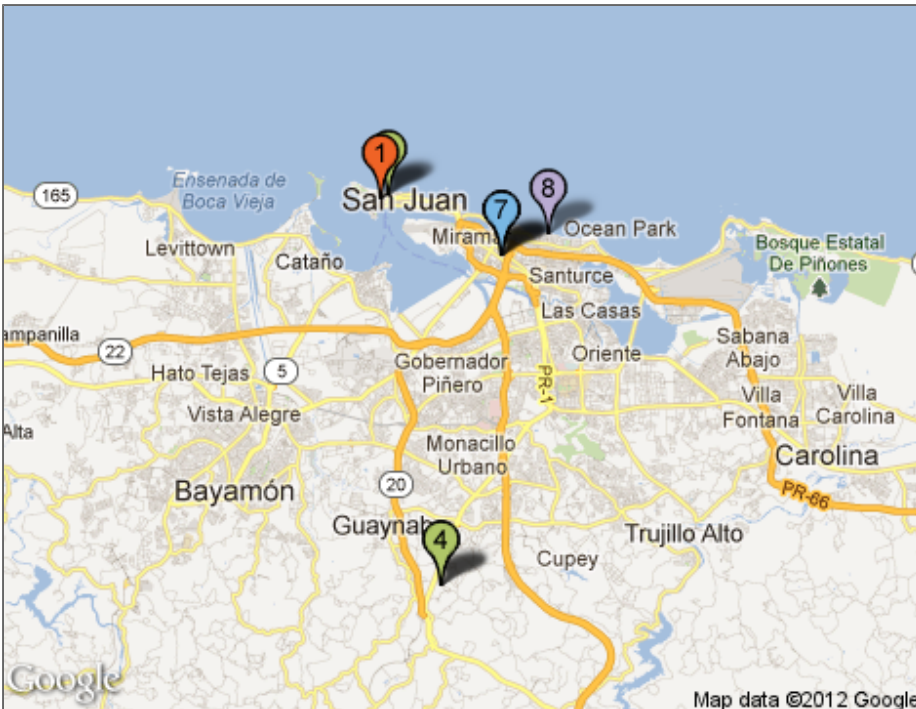 1
8
165
Ensenada de
Boca Vieja
San Juan
7
Ocean Park
Levittown
Miramar
Bosque Estatal
De Piñones
Cataño
Santurce
Las Casas
ampanilla
22
Sabana
Abajo
Oriente
Gobernador
Piñero
Hato Tejas
5
PR-1
Vista Alegre
Villa
Fontana
Villa
Carolina
Alta
Monacillo
Urbano
Carolina
Bayamón
20
PR-66
Guaynabo
4
Trujillo Alto
Cupey
Google
Map data ©2012 Google